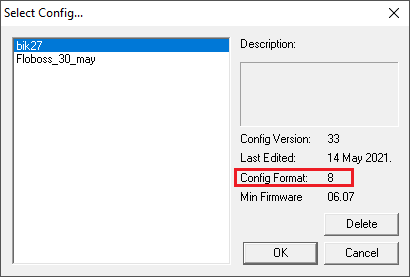 Select Config...
bik27
Floboss_30_may
Description:
Config Version: 33
Last Edited: 14 May 2021.
Config Format: 8
Min Firmware 06.07
Delete
OK Cancel